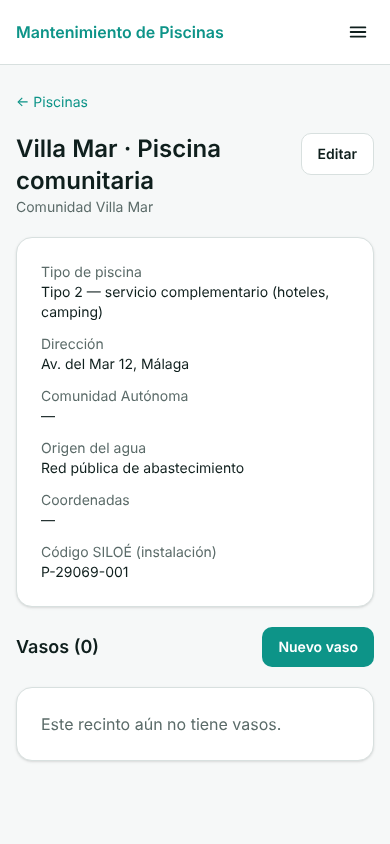 Mantenimiento de Piscinas
← Piscinas
Villa Mar · Piscina
comunitaria
Editar
Comunidad Villa Mar
Tipo de piscina
Tipo 2 — servicio complementario (hoteles,
camping)
Dirección
Av. del Mar 12, Málaga
Comunidad Autónoma
—
Origen del agua
Red pública de abastecimiento
Coordenadas
—
Código SILOÉ (instalación)
P-29069-001
Vasos (0)
Nuevo vaso
Este recinto aún no tiene vasos.